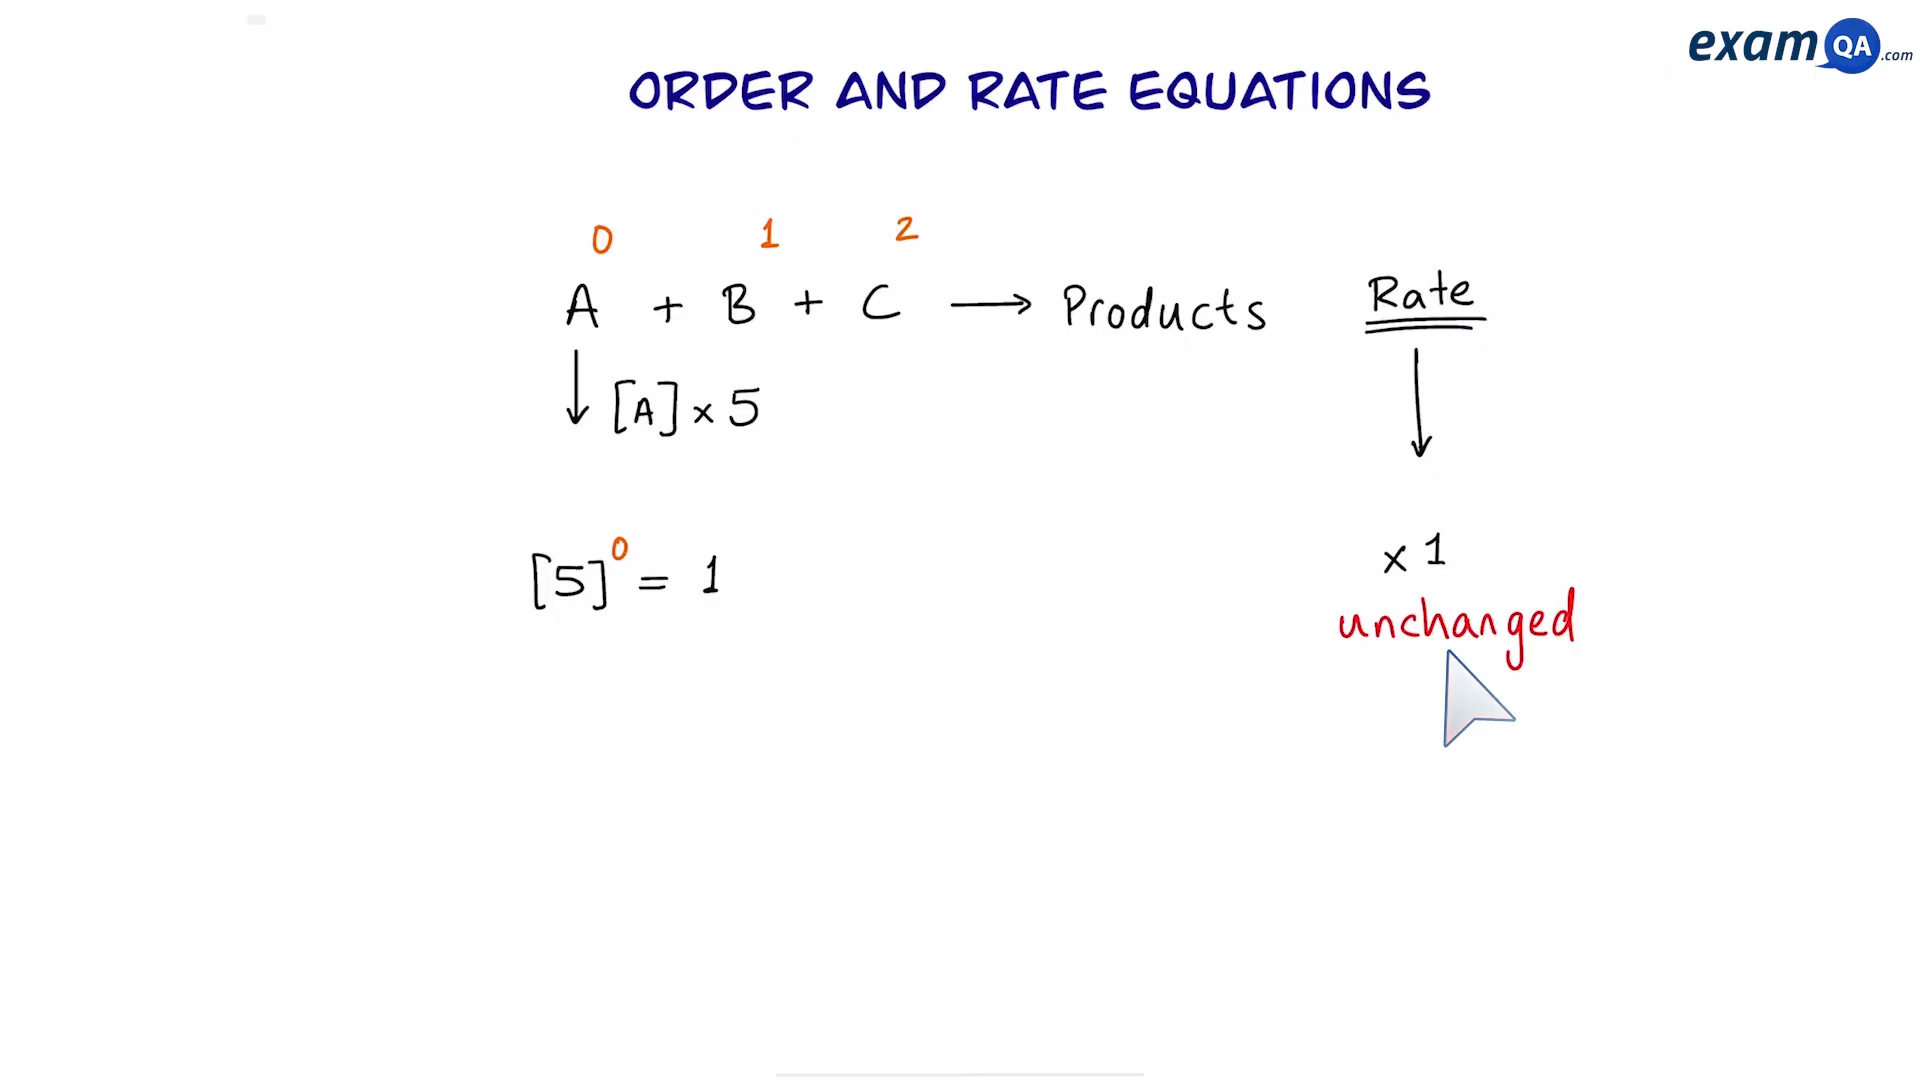 examQA.com
ORDER AND RATE EQUATIONS
0 1 2
A + B + C → Products Rate
↓ [A] × 5 ↓
[5]⁰ = 1 × 1
unchanged